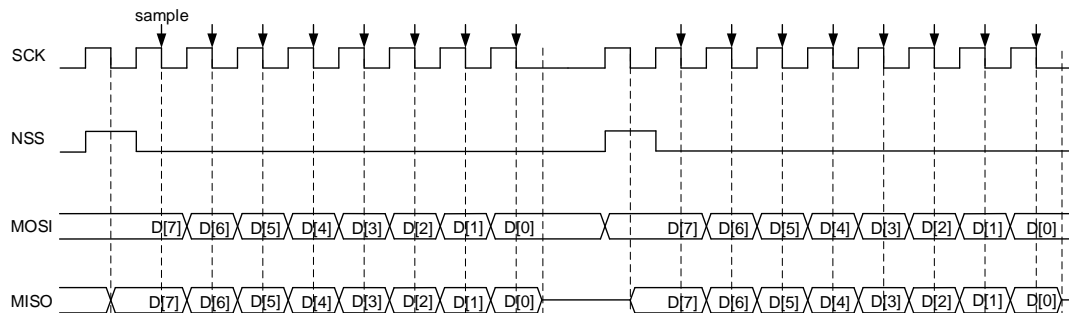 sample
SCK
NSS
MOSI D[7] D[6] D[5] D[4] D[3] D[2] D[1] D[0] D[7] D[6] D[5] D[4] D[3] D[2] D[1] D[0]
MISO D[7] D[6] D[5] D[4] D[3] D[2] D[1] D[0] D[7] D[6] D[5] D[4] D[3] D[2] D[1] D[0]